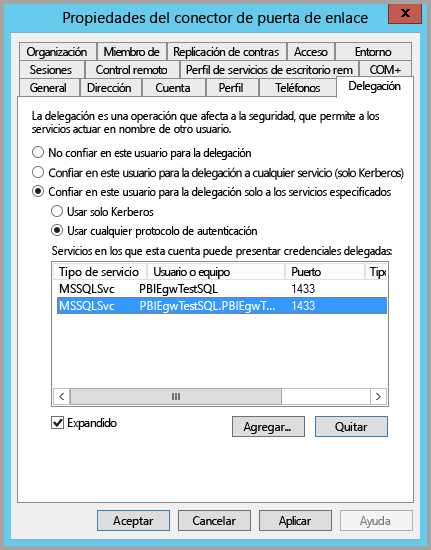 Propiedades del conector de puerta de enlace
x
Organización Miembro de Replicación de contras Acceso Entorno
Sesiones Control remoto Perfil de servicios de escritorio rem COM+
General Dirección Cuenta Perfil Teléfonos Delegación
La delegación es una operación que afecta a la seguridad, que permite a los
servicios actuar en nombre de otro usuario.
No confiar en este usuario para la delegación
Confiar en este usuario para la delegación a cualquier servicio (solo Kerberos)
Confiar en este usuario para la delegación solo a los servicios especificados
Usar solo Kerberos
Usar cualquier protocolo de autenticación
Servicios en los que esta cuenta puede presentar credenciales delegadas:
Tipo de servicio Usuario o equipo Puerto Tipo
MSSQLSvc PBIEgwTestSQL 1433
MSSQLSvc PBIEgwTestSQL.PBIEgwT... 1433
Expandido
Agregar... Quitar
Aceptar Cancelar Aplicar Ayuda